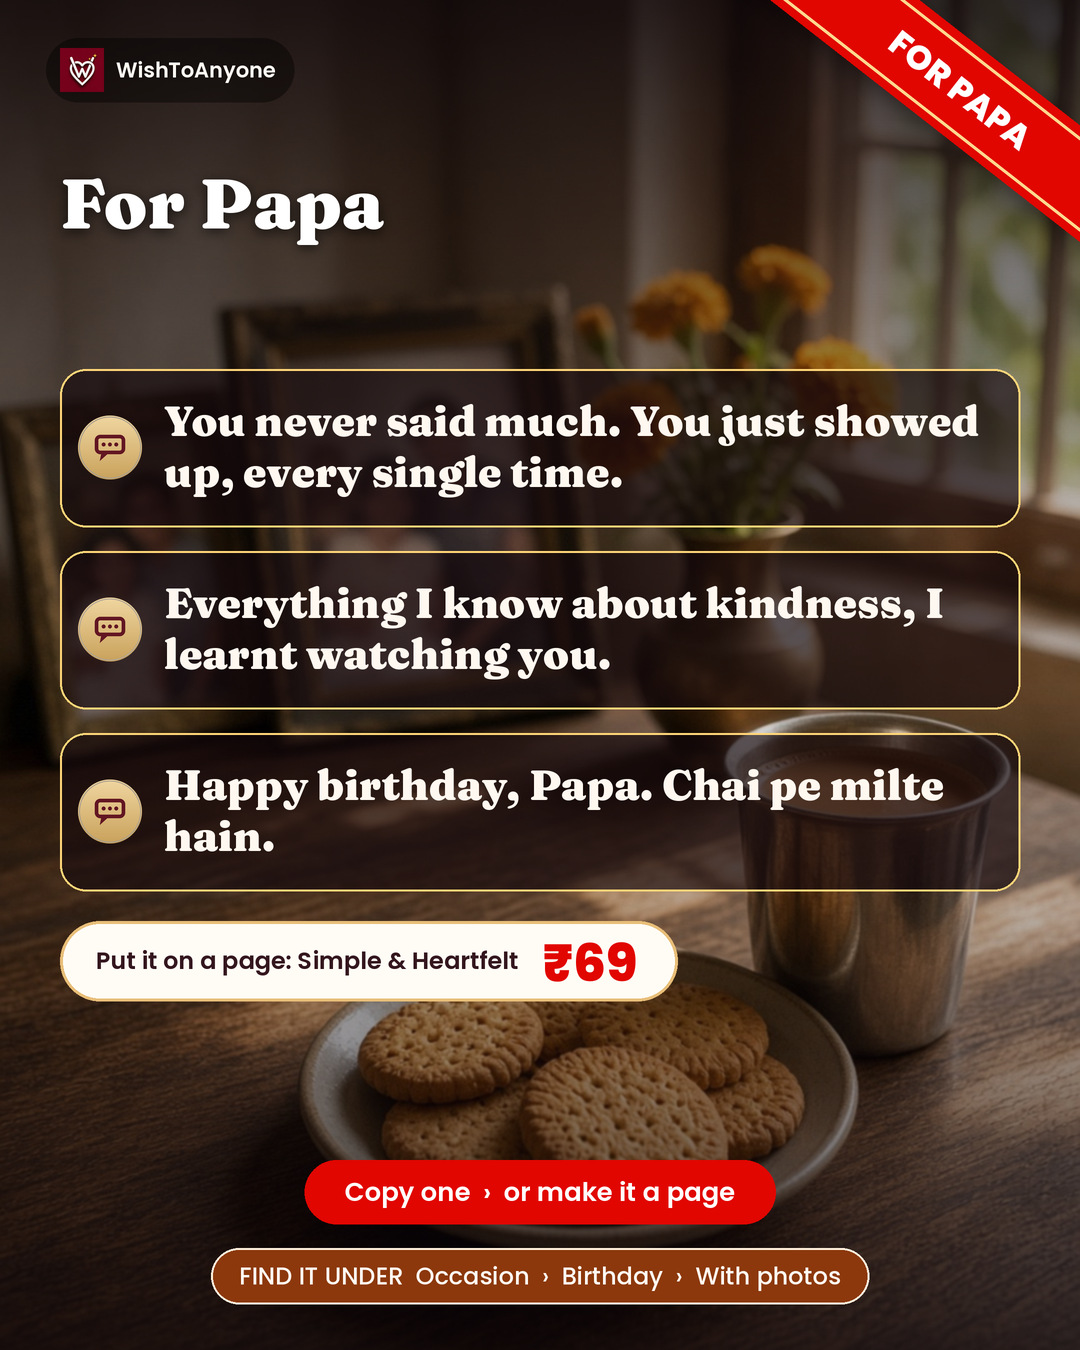 WishToAnyone
FOR PAPA
For Papa
You never said much. You just showed
up, every single time.
Everything I know about kindness, I
learnt watching you.
Happy birthday, Papa. Chai pe milte
hain.
Put it on a page: Simple & Heartfelt ₹69
Copy one › or make it a page
FIND IT UNDER Occasion › Birthday › With photos